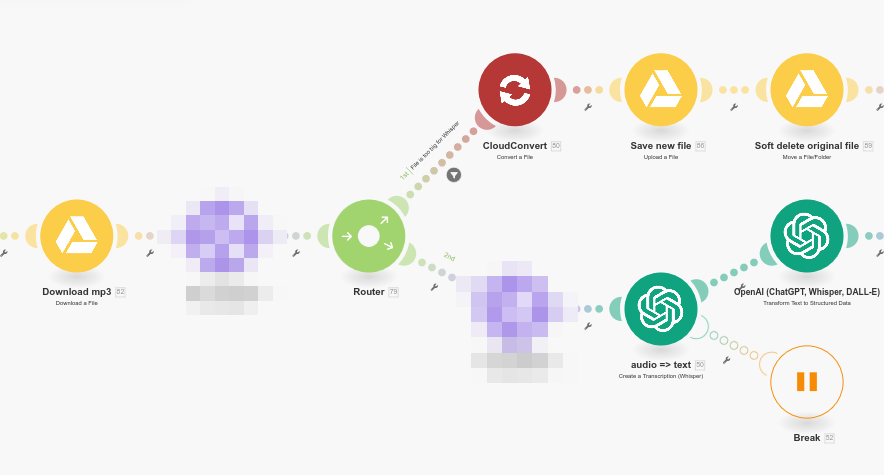 CloudConvert 50
Convert a File
Save new file 66
Upload a File
Soft delete original file 59
Move a File/Folder
1st | File is too big for Whisper
Download mp3 52
Download a File
Router 79
2nd
OpenAI (ChatGPT, Whisper, DALL-E)
Transform Text to Structured Data
audio => text 50
Create a Transcription (Whisper)
Break 52